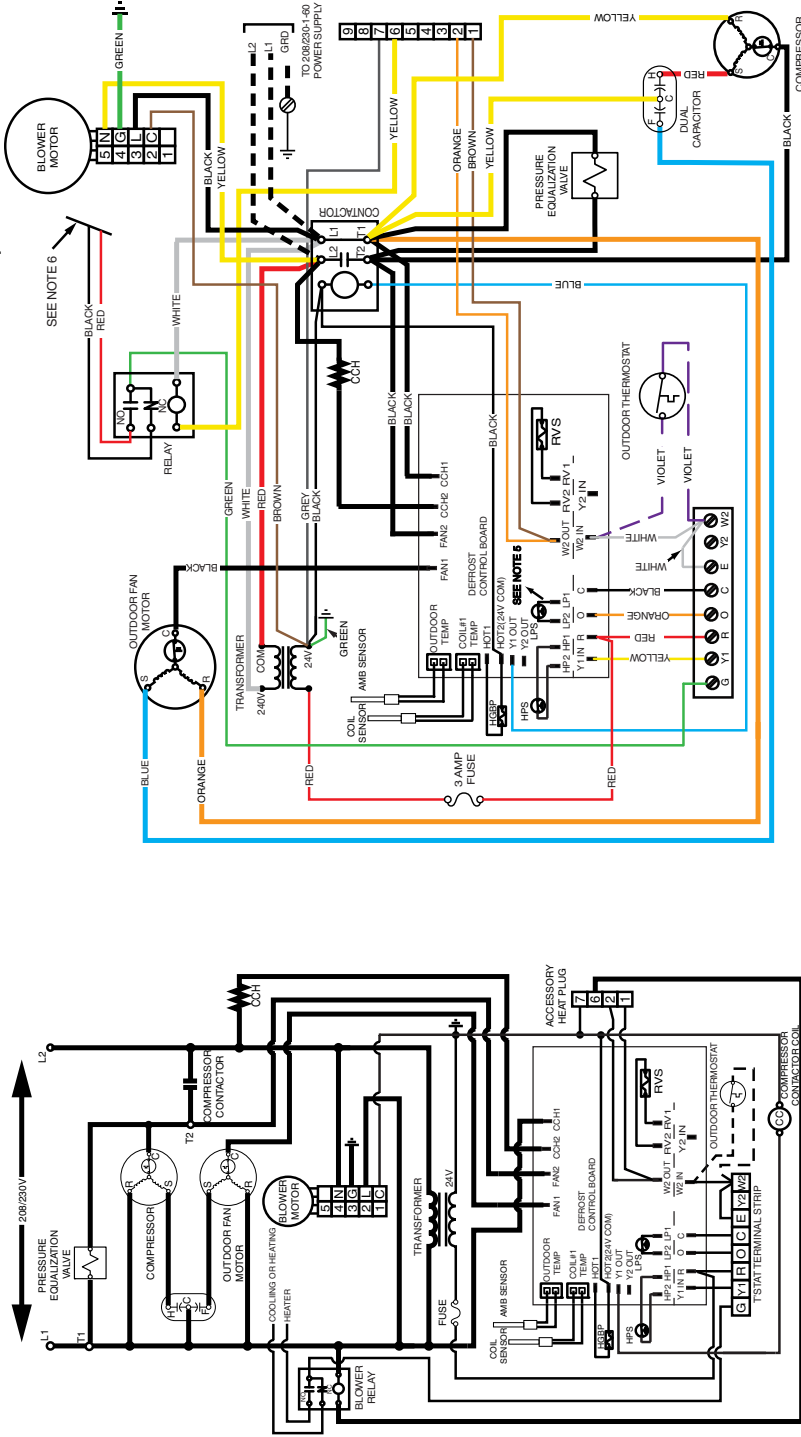 208/230V
L1
L2
PRESSURE
EQUALIZATION
VALVE
T1
T2
COMPRESSOR
R
S
C
COMPRESSOR
CONTACTOR
H
C
F
OUTDOOR FAN
MOTOR
S
R
C
CCH
BLOWER
MOTOR
5
4 N
3 G
2 L
1 C
COOLIING OR HEATING
HEATER
NO
NC
BLOWER
RELAY
TRANSFORMER
24V
FUSE
COIL
SENSOR
AMB SENSOR
OUTDOOR
TEMP
COIL#1
TEMP
HOT1
HOT2(24V COM)
Y1 OUT
Y2 OUT
LPS
HGBP
HPS
DEFROST
CONTROL BOARD
FAN1
FAN2
CCH2
CCH1
HP2 HP1
LP2 LP1
Y1 IN
R
O
C
W2 OUT
W2 IN
RV2 RV1
Y2 IN
RVS
ACCESSORY
HEAT PLUG
7
6
2
1
OUTDOOR THERMOSTAT
G Y1 R O C E Y2 W2
TSTAT TERMINAL STRIP
CC
COMPRESSOR
CONTACTOR COIL
BLUE
ORANGE
OUTDOOR FAN
MOTOR
S
R
C
BLACK
SEE NOTE 6
BLACK
RED
NO
NC
RELAY
WHITE
BLOWER
MOTOR
5 N
4 G
3 L
2 C
1
GREEN
BLACK
YELLOW
L2
L1
GRD
TO 208/230-1-60
POWER SUPPLY
GREEN
WHITE
RED
BROWN
GREY
BLACK
TRANSFORMER
240V
COM
24V
GREEN
RED
3 AMP
FUSE
RED
CONTACTOR
L2
L1
T2
T1
CCH
BLACK
BLACK
9
8
7
6
5
4
3
2
1
YELLOW
ORANGE
BROWN
YELLOW
YELLOW
PRESSURE
EQUALIZATION
VALVE
H
C
F
DUAL
CAPACITOR
RED
R
S
C
COMPRESSOR
BLACK
BLUE
COIL
SENSOR
AMB SENSOR
OUTDOOR
TEMP
COIL#1
TEMP
HOT1
HOT2(24V COM)
Y1 OUT
Y2 OUT
LPS
HGBP
HPS
BLACK
DEFROST
CONTROL BOARD
SEE NOTE 5
FAN1
FAN2
CCH2
CCH1
HP2 HP1
LP2 LP1
Y1 IN
R
O
C
W2 OUT
W2 IN
RV2 RV1
Y2 IN
RVS
OUTDOOR THERMOSTAT
VIOLET
VIOLET
YELLOW
RED
ORANGE
BLACK
WHITE
WHITE
G Y1 R O C E Y2 W2